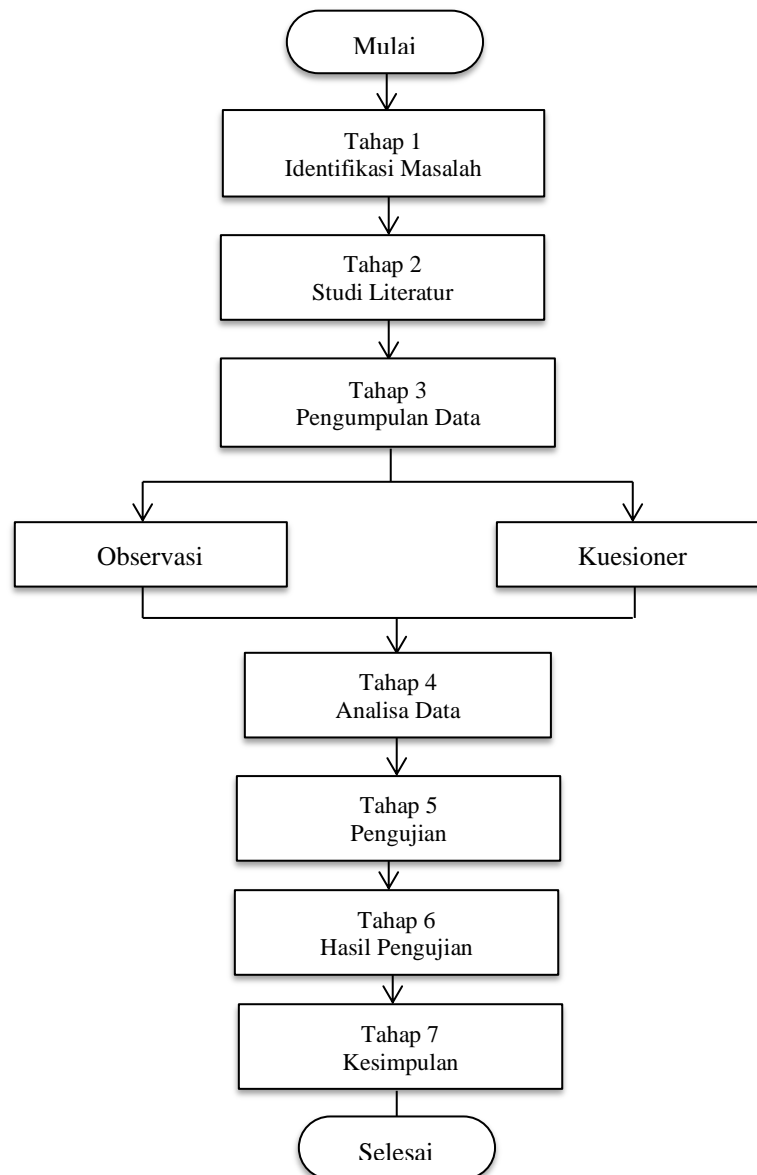 Mulai
Tahap 1
Identifikasi Masalah
Tahap 2
Studi Literatur
Tahap 3
Pengumpulan Data
Observasi
Kuesioner
Tahap 4
Analisa Data
Tahap 5
Pengujian
Tahap 6
Hasil Pengujian
Tahap 7
Kesimpulan
Selesai